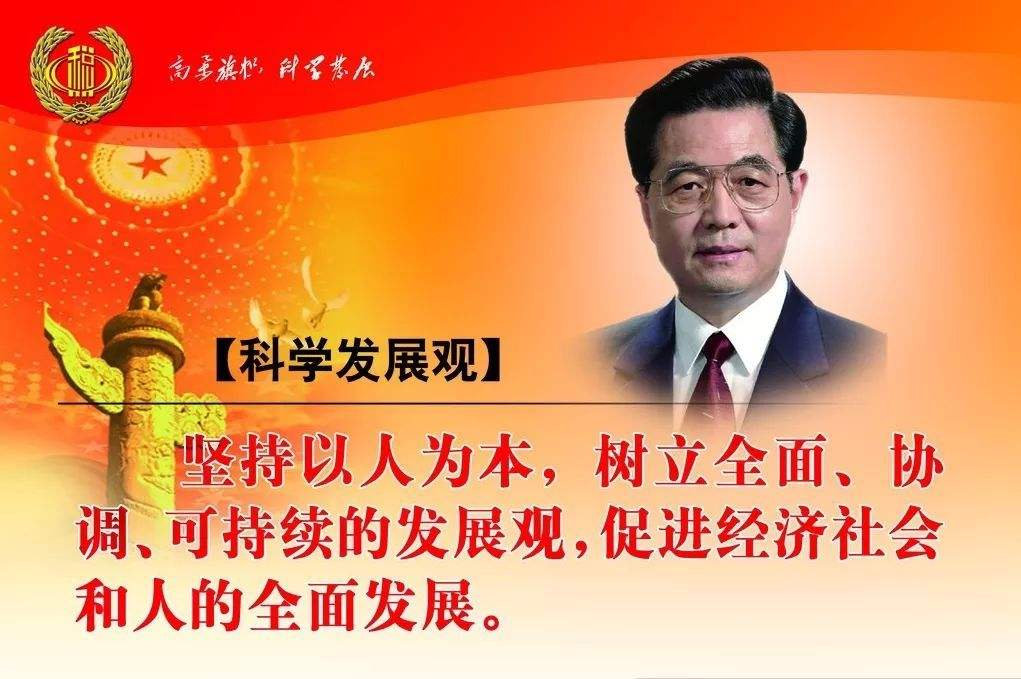 税
高举旗帜 科学发展
【科学发展观】
坚持以人为本，树立全面、协
调、可持续的发展观,促进经济社会
和人的全面发展。